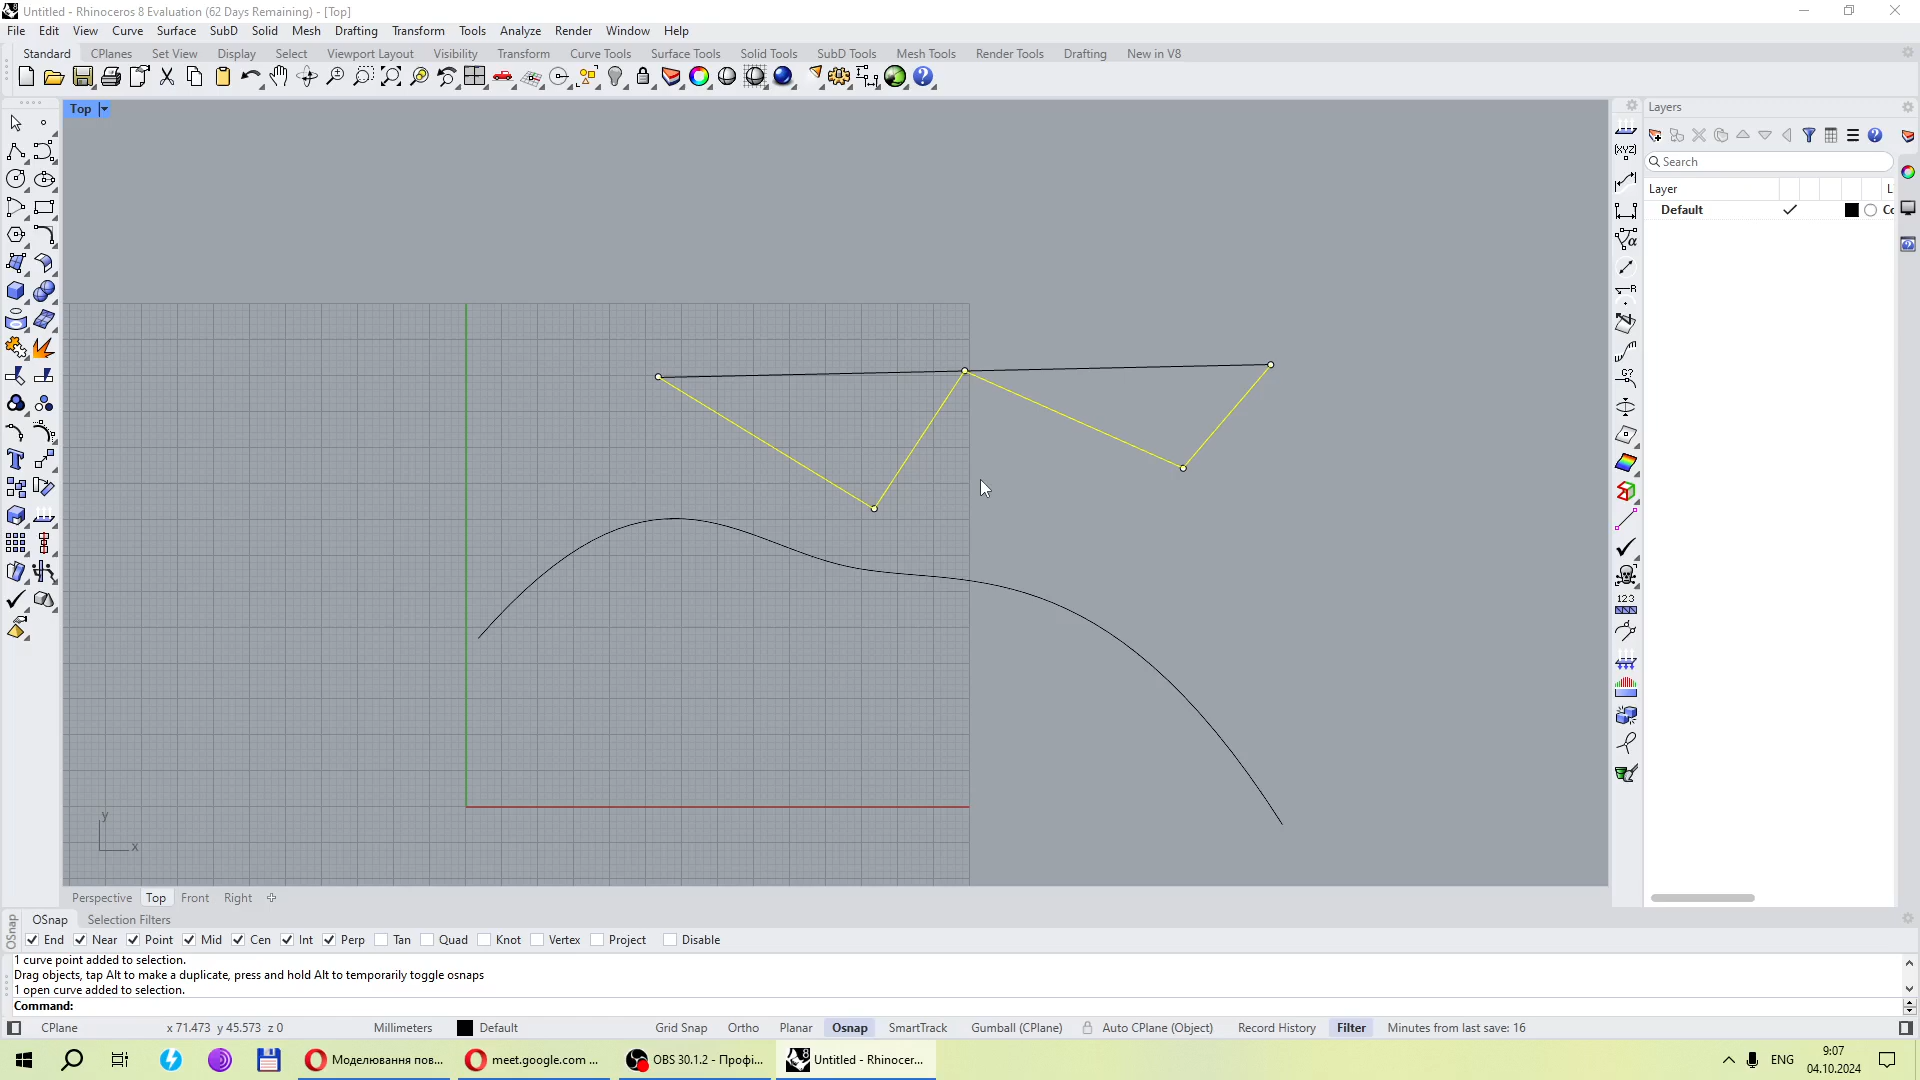 Untitled - Rhinoceros 8 Evaluation (62 Days Remaining) - [Top]
File Edit View Curve Surface SubD Solid Mesh Drafting Transform Tools Analyze Render Window Help
Standard CPlanes Set View Display Select Viewport Layout Visibility Transform Curve Tools Surface Tools Solid Tools SubD Tools Mesh Tools Render Tools Drafting New in V8
Top
Layers
Search
Layer L
Default Co
y
x
Perspective Top Front Right
OSnap Selection Filters
OSnap
End Near Point Mid Cen Int Perp Tan Quad Knot Vertex Project Disable
1 curve point added to selection.
Drag objects, tap Alt to make a duplicate, press and hold Alt to temporarily toggle osnaps
1 open curve added to selection.
Command:
CPlane x 71.473 y 45.573 z 0 Millimeters Default Grid Snap Ortho Planar Osnap SmartTrack Gumball (CPlane) Auto CPlane (Object) Record History Filter Minutes from last save: 16
Моделювання пов... meet.google.com ... OBS 30.1.2 - Профі... Untitled - Rhinocer... ENG 9:07
04.10.2024